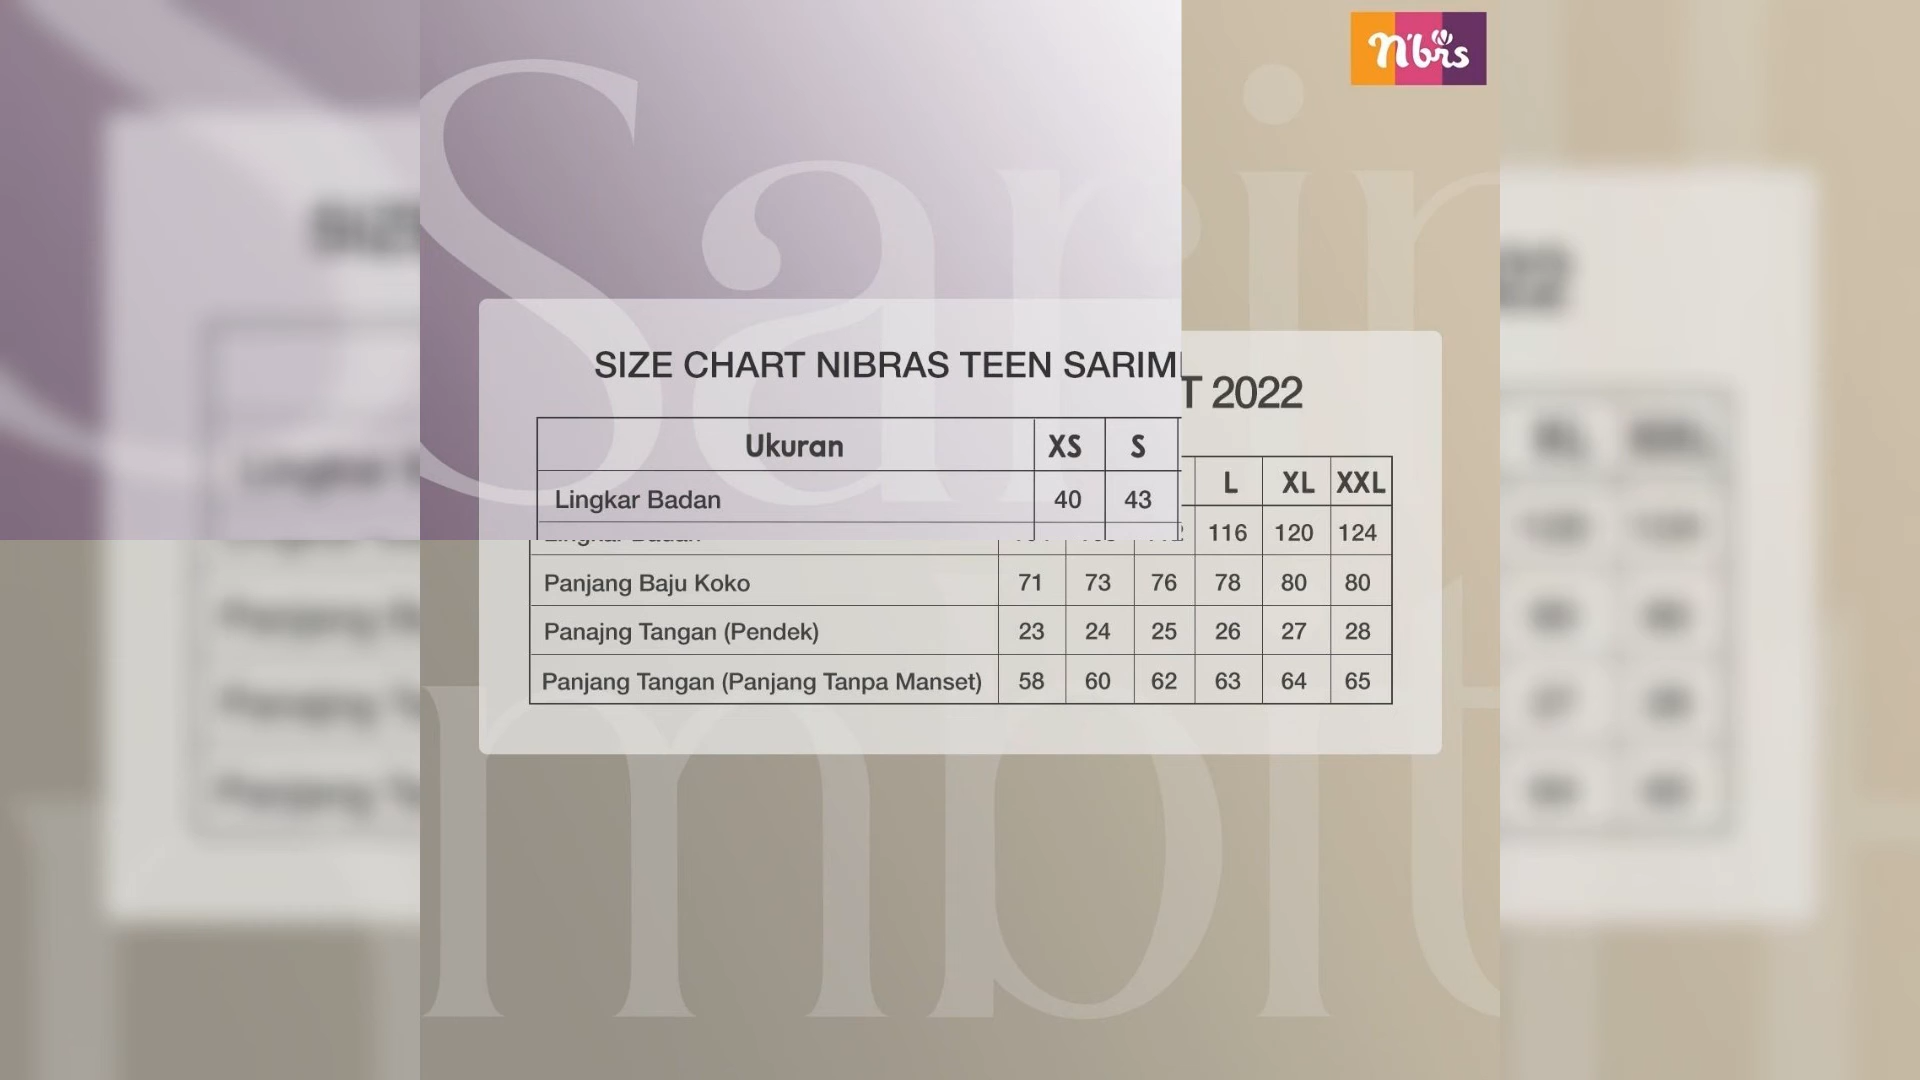 N'brs
SIZE CHART NIBRAS TEEN SARIM
T 2022
Ukuran XS S
L XL XXL
Lingkar Badan 40 43
116 120 124
Panjang Baju Koko 71 73 76 78 80 80
Panajng Tangan (Pendek) 23 24 25 26 27 28
Panjang Tangan (Panjang Tanpa Manset) 58 60 62 63 64 65